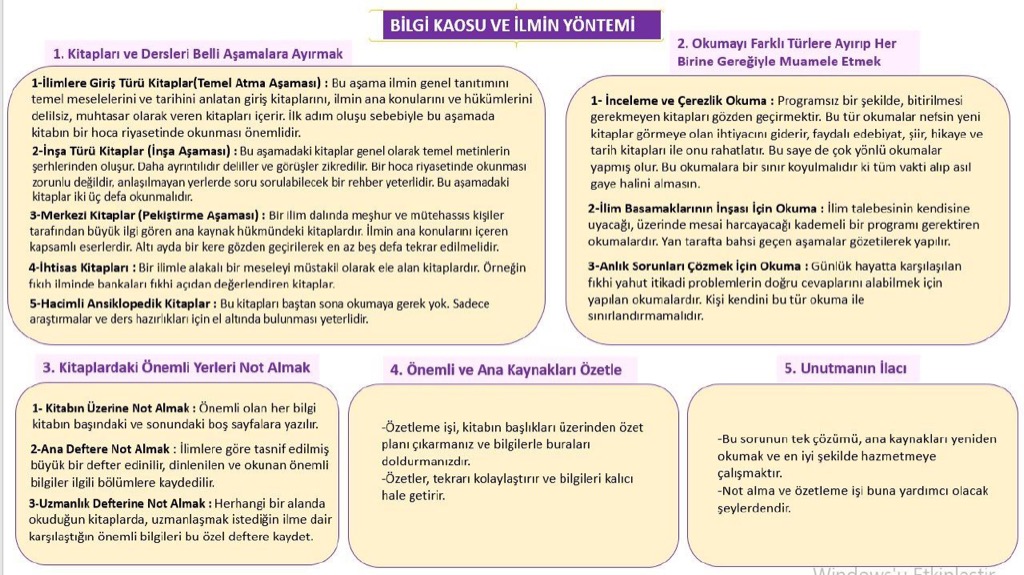 BİLGİ KAOSU VE İLMİN YÖNTEMİ
1. Kitapları ve Dersleri Belli Aşamalara Ayırmak
1-İlimlere Giriş Türü Kitaplar(Temel Atma Aşaması) : Bu aşama ilmin genel tanıtımını
temel meselelerini ve tarihini anlatan giriş kitaplarını, ilmin ana konularını ve hükümlerini
delilsiz, muhtasar olarak veren kitapları içerir. İlk adım oluşu sebebiyle bu aşamada
kitabın bir hoca riyasetinde okunması önemlidir.
2-İnşa Türü Kitaplar (İnşa Aşaması) : Bu aşamadaki kitaplar genel olarak temel metinlerin
şerhlerinden oluşur. Daha ayrıntılıdır deliller ve görüşler zikredilir. Bir hoca riyasetinde okunması
zorunlu değildir, anlaşılmayan yerlerde soru sorulabilecek bir rehber yeterlidir. Bu aşamadaki
kitaplar iki üç defa okunmalıdır.
3-Merkezi Kitaplar (Pekiştirme Aşaması) : Bir ilim dalında meşhur ve mütehassıs kişiler
tarafından büyük ilgi gören ana kaynak hükmündeki kitaplardır. İlmin ana konularını içeren
kapsamlı eserlerdir. Altı ayda bir kere gözden geçirilerek en az beş defa tekrar edilmelidir.
4-İhtisas Kitapları : Bir ilimle alakalı bir meseleyi müstakil olarak ele alan kitaplardır. Örneğin
fıkıh ilminde bankaları fıkhi açıdan değerlendiren kitaplar.
5-Hacimli Ansiklopedik Kitaplar : Bu kitapları baştan sona okumaya gerek yok. Sadece
araştırmalar ve ders hazırlıkları için el altında bulunması yeterlidir.
2. Okumayı Farklı Türlere Ayırıp Her
Birine Gereğiyle Muamele Etmek
1- İnceleme ve Çerezlik Okuma : Programsız bir şekilde, bitirilmesi
gerekmeyen kitapları gözden geçirmektir. Bu tür okumalar nefsin yeni
kitaplar görmeye olan ihtiyacını giderir, faydalı edebiyat, şiir, hikaye ve
tarih kitapları ile onu rahatlatır. Bu saye de çok yönlü okumalar
yapmış olur. Bu okumalara bir sınır koyulmalıdır ki tüm vakti alıp asıl
gaye halini almasın.
2-İlim Basamaklarının İnşası İçin Okuma : İlim talebesinin kendisine
uyacağı, üzerinde mesai harcayacağı kademeli bir programı gerektiren
okumalardır. Yan tarafta bahsi geçen aşamalar gözetilerek yapılır.
3-Anlık Sorunları Çözmek İçin Okuma : Günlük hayatta karşılaşılan
fıkhi yahut itikadi problemlerin doğru cevaplarını alabilmek için
yapılan okumalardır. Kişi kendini bu tür okuma ile
sınırlandırmamalıdır.
3. Kitaplardaki Önemli Yerleri Not Almak
1- Kitabın Üzerine Not Almak : Önemli olan her bilgi
kitabın başındaki ve sonundaki boş sayfalara yazılır.
2-Ana Deftere Not Almak : İlimlere göre tasnif edilmiş
büyük bir defter edinilir, dinlenilen ve okunan önemli
bilgiler ilgili bölümlere kaydedilir.
3-Uzmanlık Defterine Not Almak : Herhangi bir alanda
okuduğun kitaplarda, uzmanlaşmak istediğin ilme dair
karşılaştığın önemli bilgileri bu özel deftere kaydet.
4. Önemli ve Ana Kaynakları Özetle
-Özetleme işi, kitabın başlıkları üzerinden özet
planı çıkarmanız ve bilgilerle buraları
doldurmanızdır.
-Özetler, tekrarı kolaylaştırır ve bilgileri kalıcı
hale getirir.
5. Unutmanın İlacı
-Bu sorunun tek çözümü, ana kaynakları yeniden
okumak ve en iyi şekilde hazmetmeye
çalışmaktır.
-Not alma ve özetleme işi buna yardımcı olacak
şeylerdendir.
Windows'u Etkinleştir